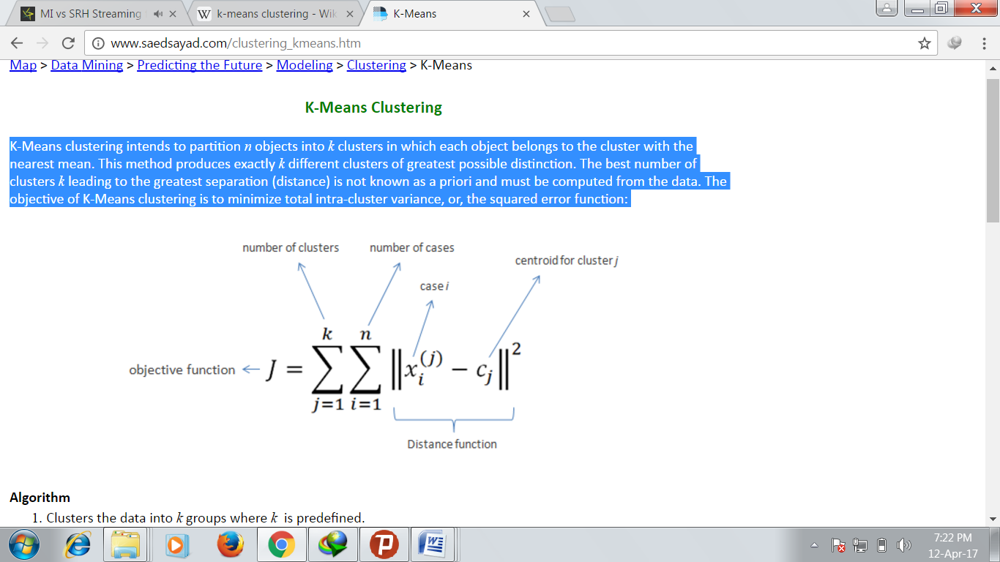 MI vs SRH Streaming
k-means clustering - Wik
K-Means
www.saedsayad.com/clustering_kmeans.htm
Map > Data Mining > Predicting the Future > Modeling > Clustering > K-Means
K-Means Clustering
K-Means clustering intends to partition n objects into k clusters in which each object belongs to the cluster with the
nearest mean. This method produces exactly k different clusters of greatest possible distinction. The best number of
clusters k leading to the greatest separation (distance) is not known as a priori and must be computed from the data. The
objective of K-Means clustering is to minimize total intra-cluster variance, or, the squared error function:
number of clusters
number of cases
centroid for cluster j
case i
objective function ← J = ∑_{j=1}^{k} ∑_{i=1}^{n} ‖x_i^{(j)} − c_j‖^2
Distance function
Algorithm
1. Clusters the data into k groups where k is predefined.
7:22 PM
12-Apr-17